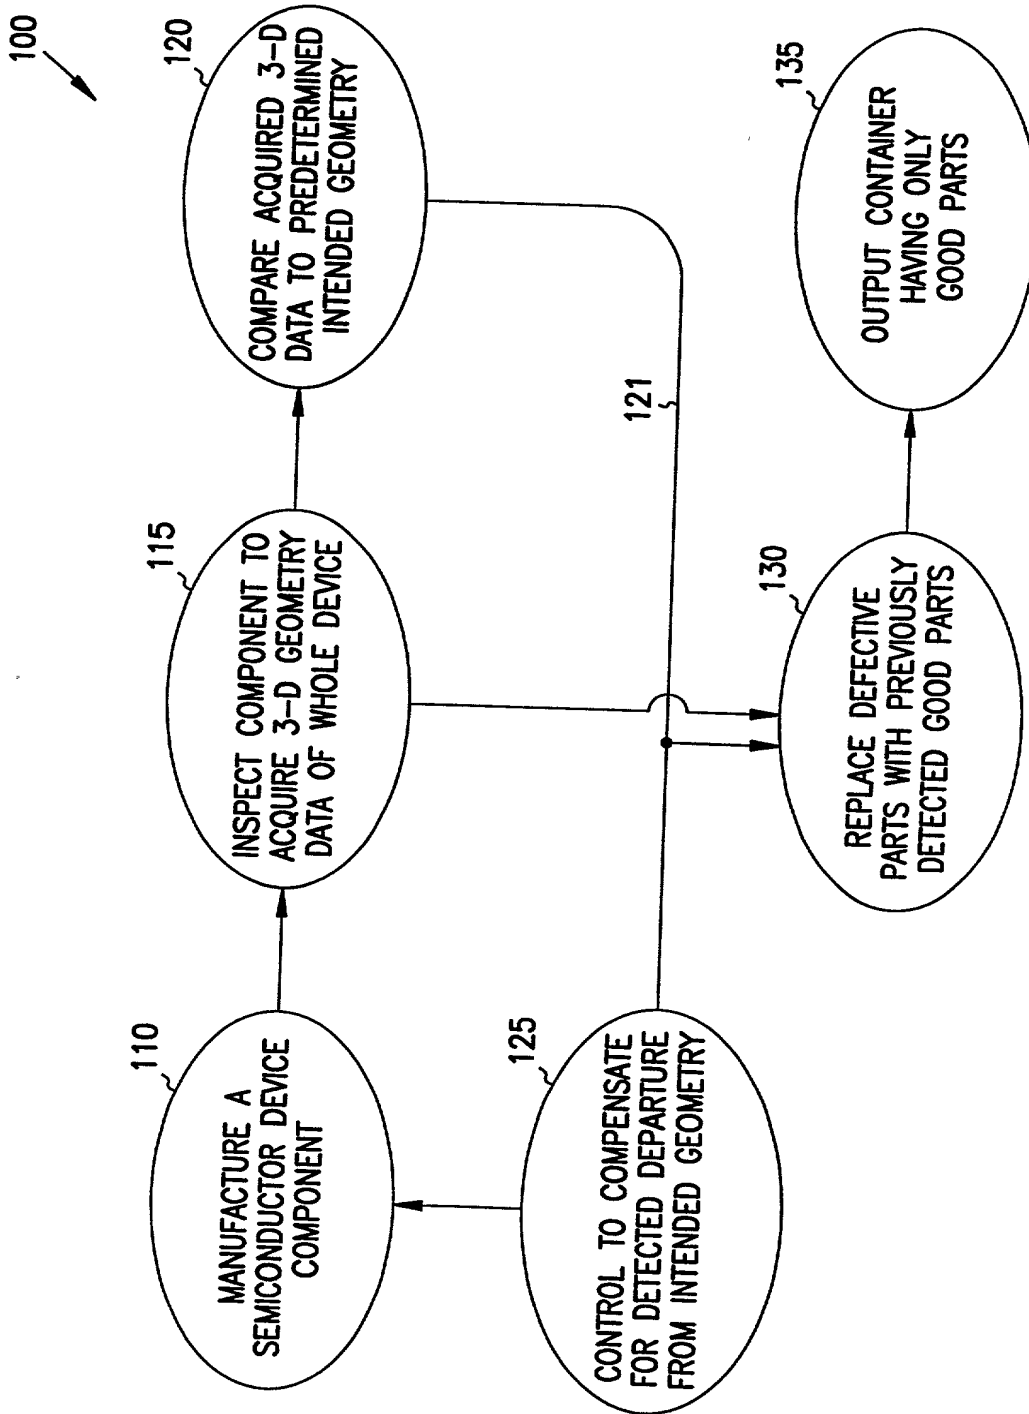 100
110
MANUFACTURE A
SEMICONDUCTOR DEVICE
COMPONENT
115
INSPECT COMPONENT TO
ACQUIRE 3-D GEOMETRY
DATA OF WHOLE DEVICE
120
COMPARE ACQUIRED 3-D
DATA TO PREDETERMINED
INTENDED GEOMETRY
121
125
CONTROL TO COMPENSATE
FOR DETECTED DEPARTURE
FROM INTENDED GEOMETRY
130
REPLACE DEFECTIVE
PARTS WITH PREVIOUSLY
DETECTED GOOD PARTS
135
OUTPUT CONTAINER
HAVING ONLY
GOOD PARTS